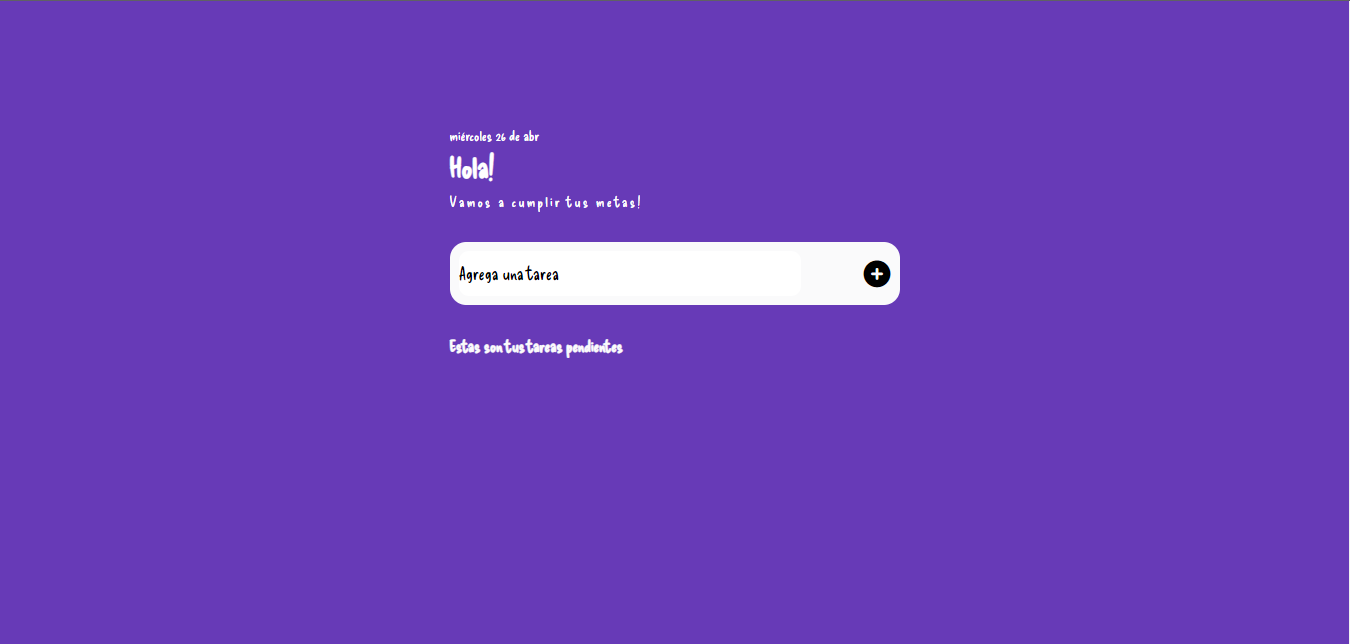 miércoles 26 de abr
Hola!
Vamos a cumplir tus metas!
Agrega una tarea
Estas son tus tareas pendientes